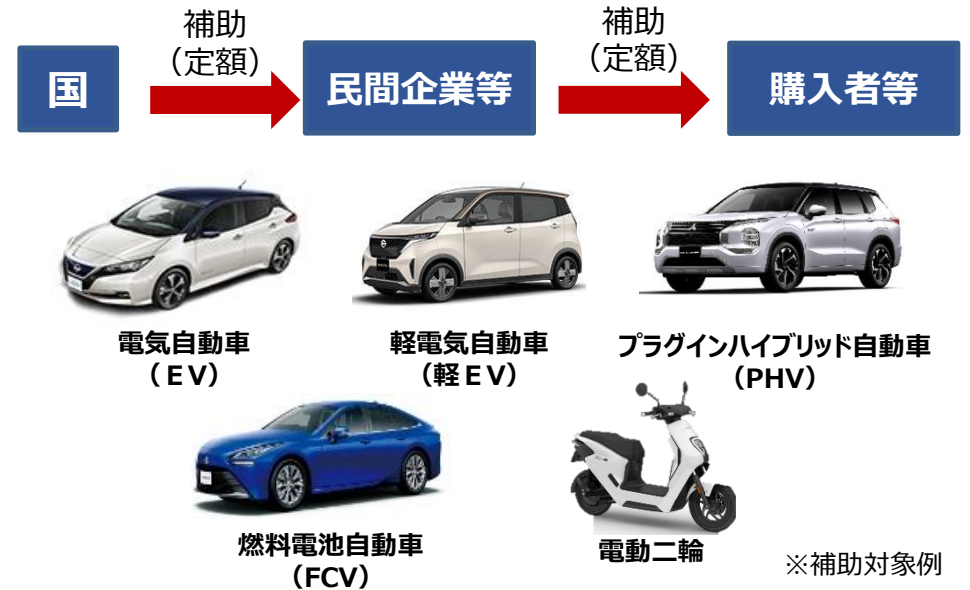 補助
（定額）
補助
（定額）
国
民間企業等
購入者等
電気自動車
（ＥＶ）
軽電気自動車
（軽ＥＶ）
プラグインハイブリッド自動車
（PHV）
燃料電池自動車
（FCV）
電動二輪
※補助対象例